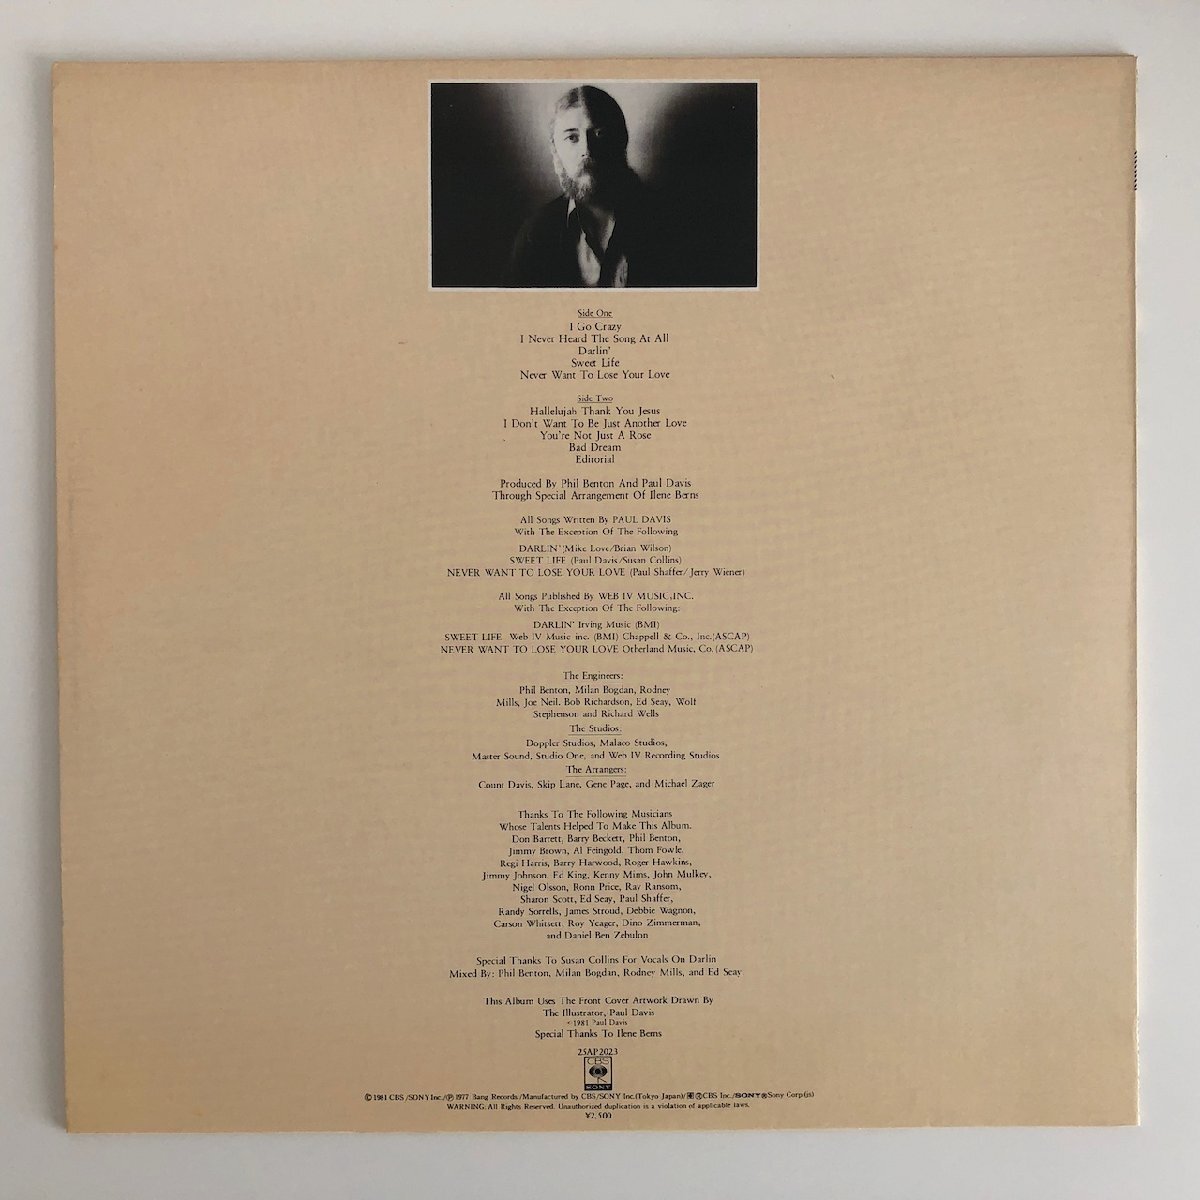 Side One
I Go Crazy
I Never Heard The Song At All
Darlin'
Sweet Life
Never Want To Lose Your Love
Side Two
Hallelujah Thank You Jesus
I Don't Want To Be Just Another Love
You're Not Just A Rose
Bad Dream
Editorial
Produced By Phil Benton And Paul Davis
Through Special Arrangement Of Ilene Berns
All Songs Written By PAUL DAVIS
With The Exception Of The Following
DARLIN' (Mike Love/Brian Wilson)
SWEET LIFE (Paul Davis/Susan Collins)
NEVER WANT TO LOSE YOUR LOVE (Paul Shaffer/Jerry Wiener)
All Songs Published By WEB IV MUSIC,INC.
With The Exception Of The Following:
DARLIN' Irving Music (BMI)
SWEET LIFE Web IV Music inc. (BMI) Chappell & Co., Inc.(ASCAP)
NEVER WANT TO LOSE YOUR LOVE Otherland Music, Co.(ASCAP)
The Engineers:
Phil Benton, Milan Bogdan, Rodney
Mills, Joe Neil, Bob Richardson, Ed Seay, Wolf
Stephenson and Richard Wells
The Studios:
Doppler Studios, Malaco Studios,
Master Sound, Studio One, and Web IV Recording Studios
The Arrangers:
Count Davis, Skip Lane, Gene Page, and Michael Zager
Thanks To The Following Musicians
Whose Talents Helped To Make This Album.
Don Barrett, Barry Beckett, Phil Benton,
Jimmy Brown, Al Feingold, Thom Fowle,
Regi Harris, Barry Harwood, Roger Hawkins,
Jimmy Johnson, Ed King, Kenny Mims, John Mulkey,
Nigel Olsson, Ronn Price, Ray Ransom,
Sharon Scott, Ed Seay, Paul Shaffer,
Randy Sorrells, James Stroud, Debbie Wagnon,
Carson Whitsett, Roy Yeager, Dino Zimmerman,
and Daniel Ben Zebulon
Special Thanks To Susan Collins For Vocals On Darlin
Mixed By: Phil Benton, Milan Bogdan, Rodney Mills, and Ed Seay
This Album Uses The Front Cover Artwork Drawn By
The Illustrator, Paul Davis
©1981 Paul Davis
Special Thanks To Ilene Berns
25AP 2023
CBS
SONY
©1981 CBS/SONY Inc./℗1977 Bang Records/Manufactured by CBS/SONY Inc.(Tokyo Japan)/ ®CBS Inc./SONY®Sony Corp(is)
WARNING: All Rights Reserved. Unauthorized duplication is a violation of applicable laws.
¥2,500